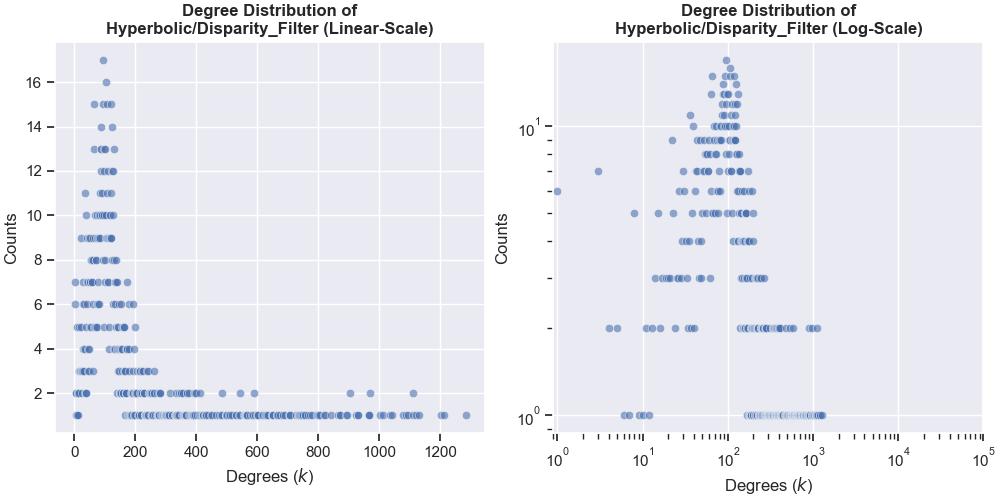 Degree Distribution of
Hyperbolic/Disparity_Filter (Linear-Scale)
16
14
12
10
8
6
4
2
Counts
0 200 400 600 800 1000 1200
Degrees (k)
Degree Distribution of
Hyperbolic/Disparity_Filter (Log-Scale)
10^1
10^0
Counts
10^0 10^1 10^2 10^3 10^4 10^5
Degrees (k)